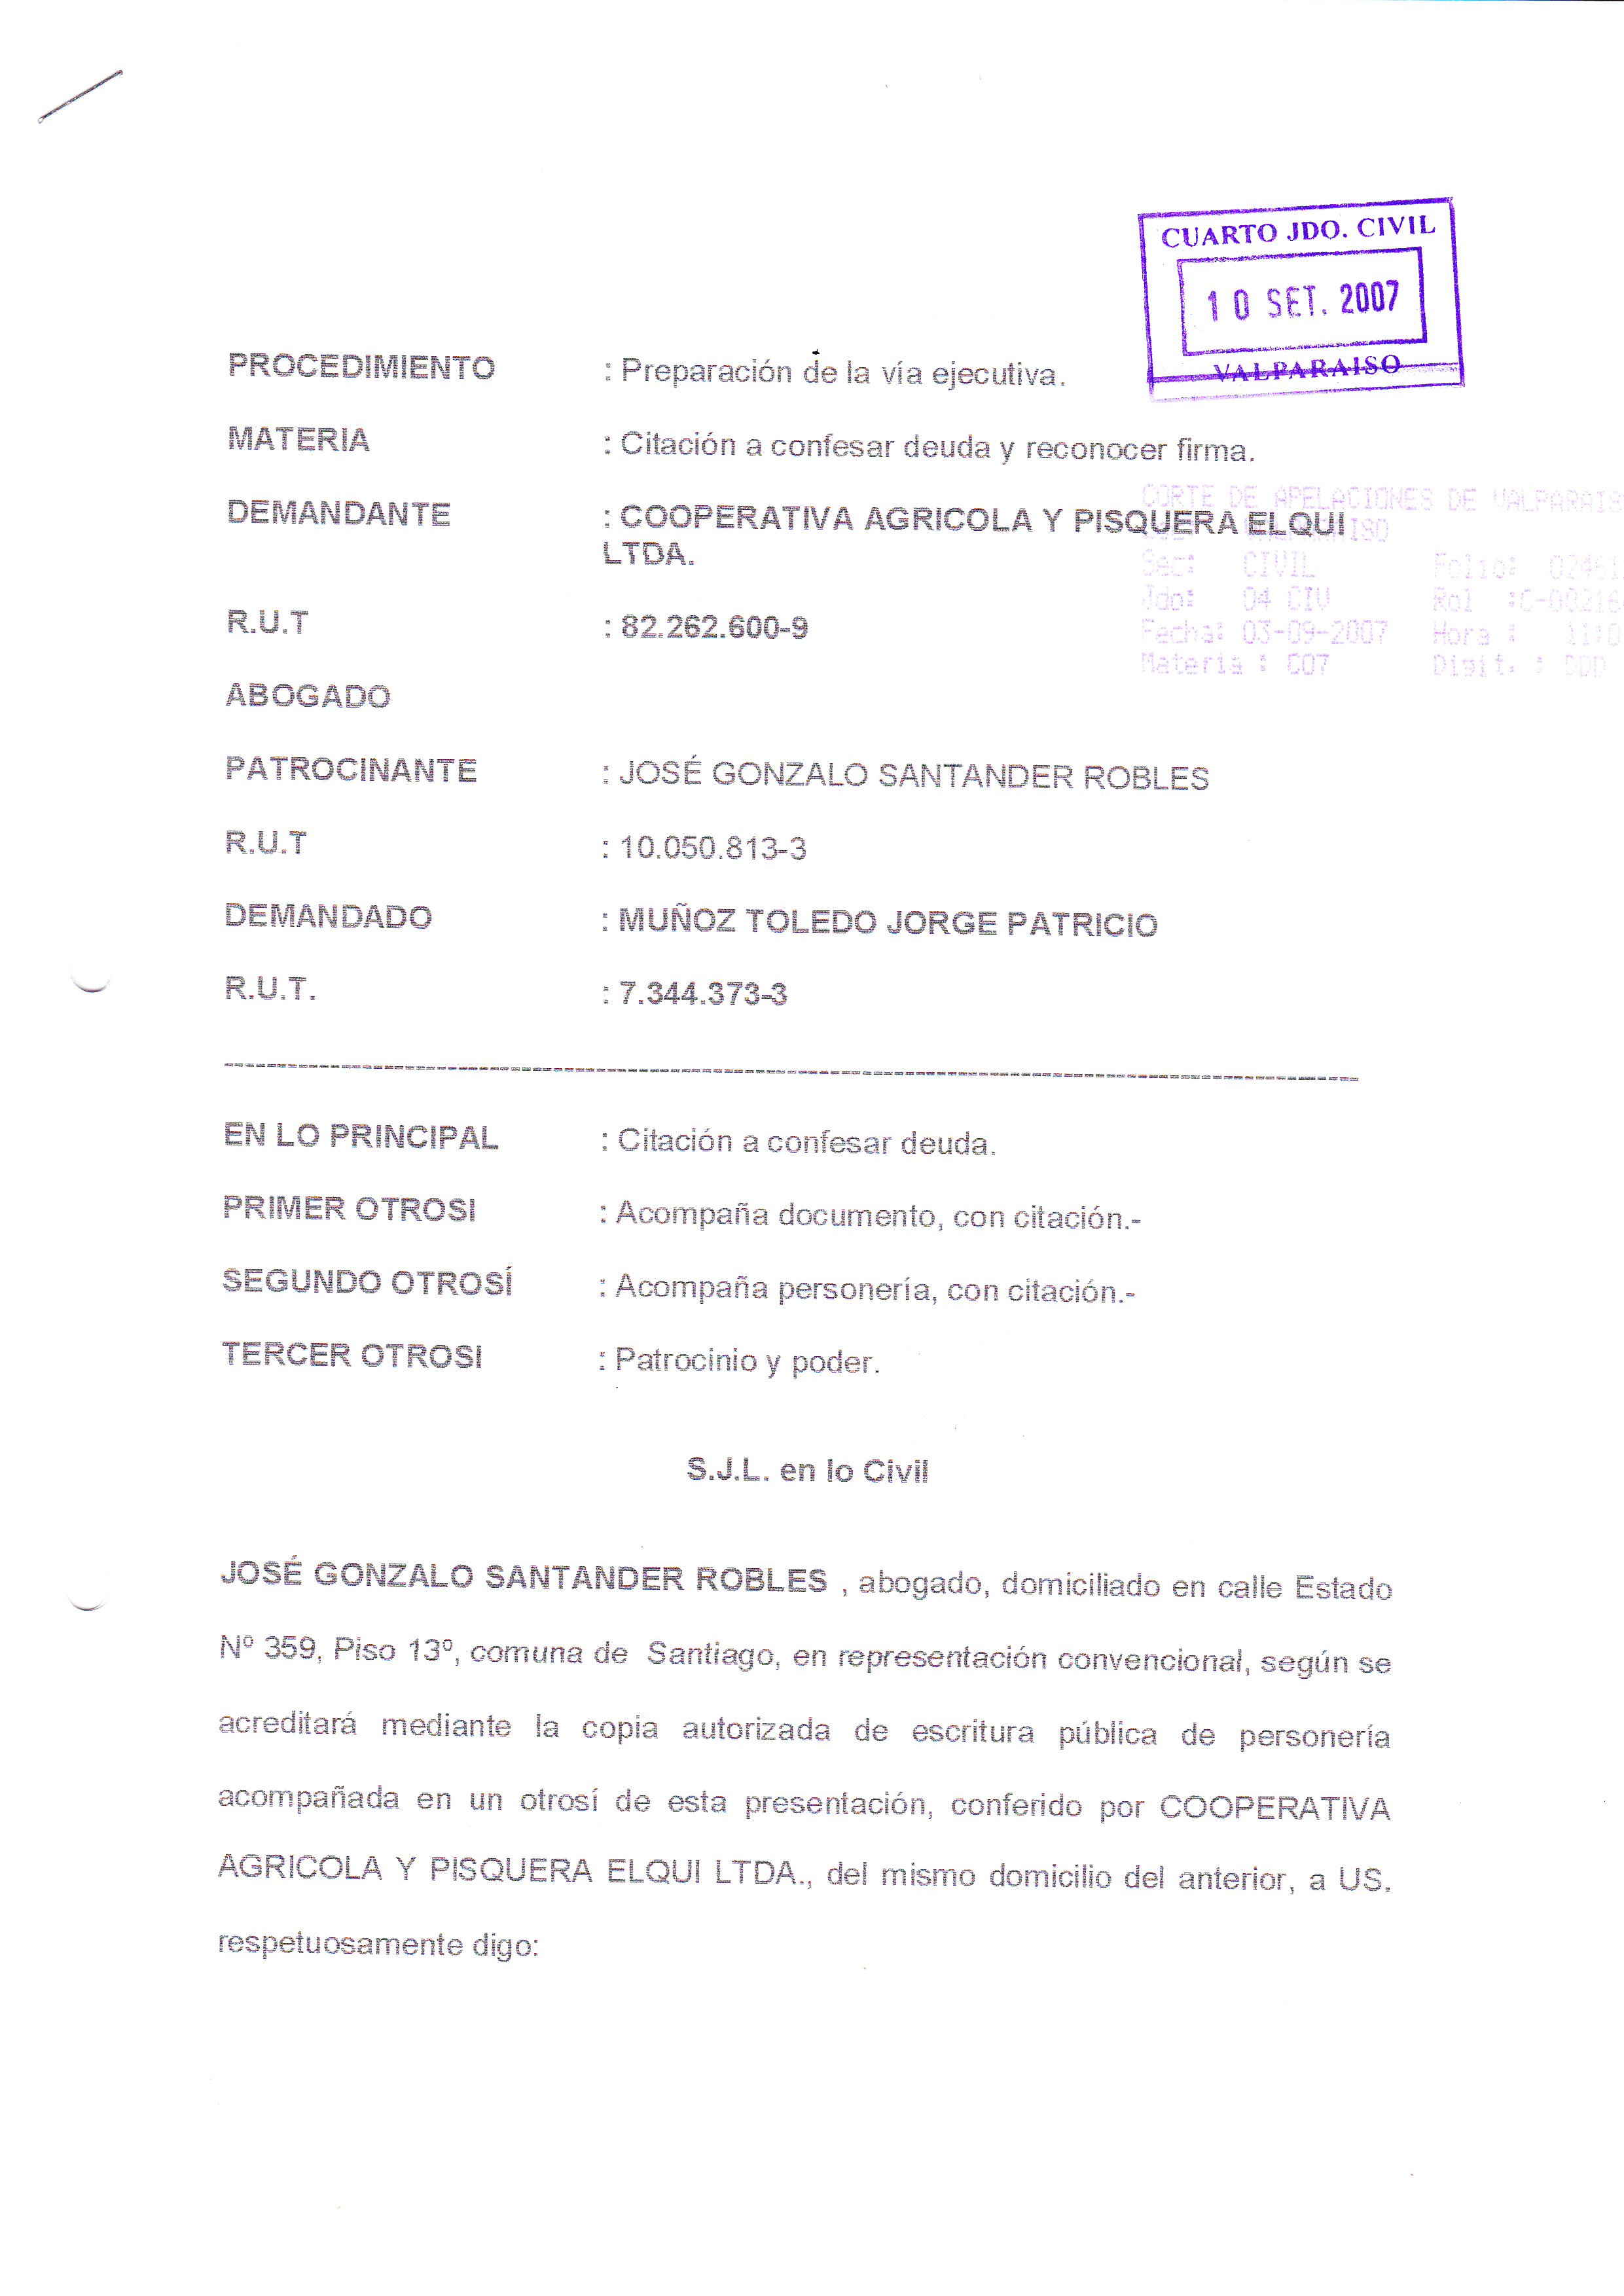 CUARTO JDO. CIVIL
10 SET. 2007
VALPARAISO
PROCEDIMIENTO : Preparación de la vía ejecutiva.
MATERIA : Citación a confesar deuda y reconocer firma.
CORTE DE APELACIONES DE VALPARAIS
DEMANDANTE : COOPERATIVA AGRICOLA Y PISQUERA ELQUI
LTDA.
Sec: CIVIL Folio:
Jdo: 04 CIV Rol :
Fecha: 03-09-2007 Hora :
Materia : C07 Digit. :
R.U.T : 82.262.600-9
ABOGADO
PATROCINANTE : JOSÉ GONZALO SANTANDER ROBLES
R.U.T : 10.050.813-3
DEMANDADO : MUÑOZ TOLEDO JORGE PATRICIO
R.U.T. : 7.344.373-3
EN LO PRINCIPAL : Citación a confesar deuda.
PRIMER OTROSI : Acompaña documento, con citación.-
SEGUNDO OTROSÍ : Acompaña personería, con citación.-
TERCER OTROSI : Patrocinio y poder.
S.J.L. en lo Civil
JOSÉ GONZALO SANTANDER ROBLES , abogado, domiciliado en calle Estado
Nº 359, Piso 13º, comuna de Santiago, en representación convencional, según se
acreditará mediante la copia autorizada de escritura pública de personería
acompañada en un otrosí de esta presentación, conferido por COOPERATIVA
AGRICOLA Y PISQUERA ELQUI LTDA., del mismo domicilio del anterior, a US.
respetuosamente digo: